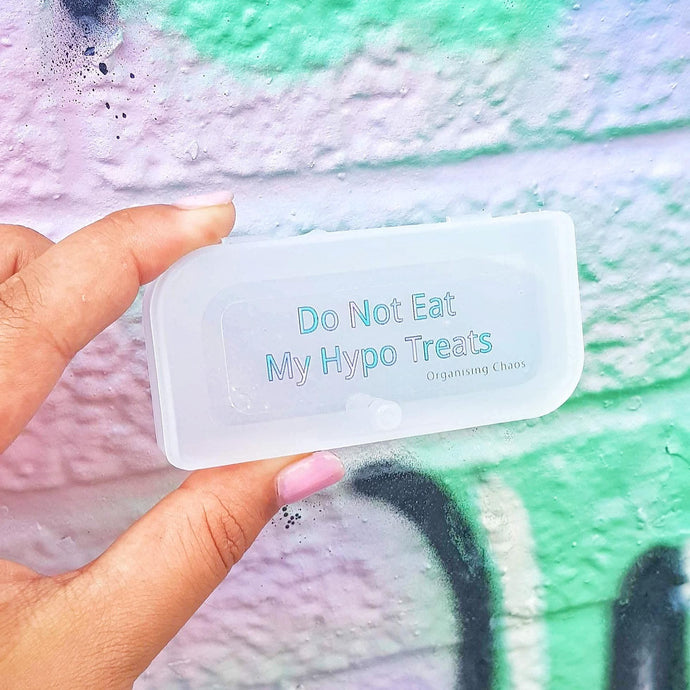 Do Not Eat
My Hypo Treats
Organising Chaos